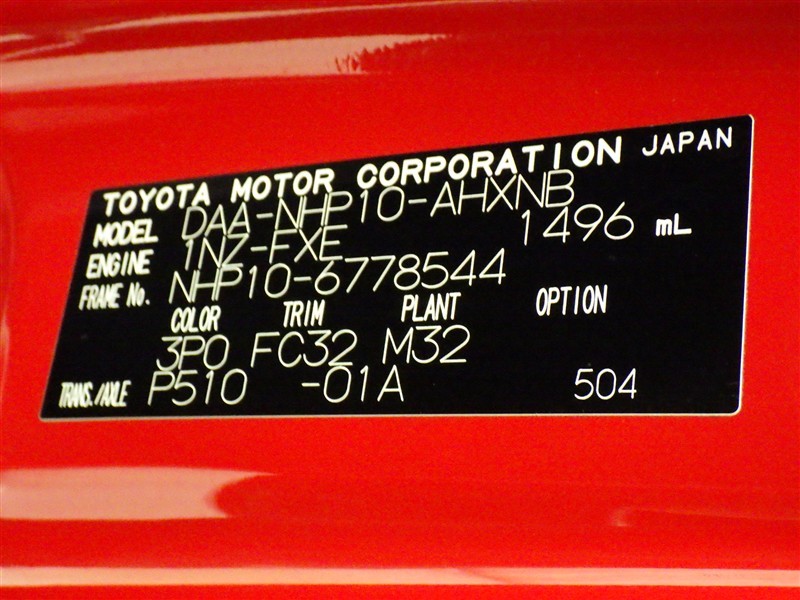 TOYOTA MOTOR CORPORATION JAPAN
MODEL DAA-NHP10-AHXNB
ENGINE 1NZ-FXE 1496 mL
FRAME No. NHP10-6778544
COLOR TRIM PLANT OPTION
3P0 FC32 M32
TRANS./AXLE P510 -01A 504